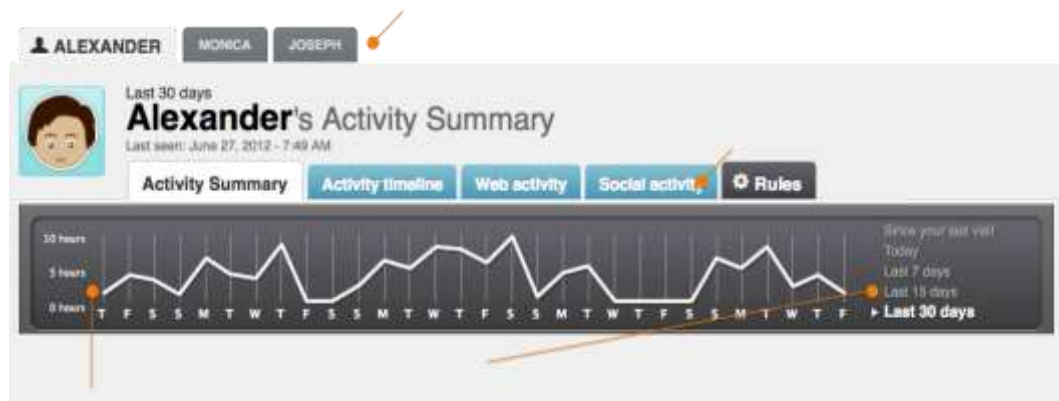 ALEXANDER MONICA JOSEPH
Last 30 days
Alexander's Activity Summary
Last seen: June 27, 2012 - 7:49 AM
Activity Summary Activity timeline Web activity Social activity Rules
10 hours
5 hours
0 hours
T F S S M T W T F S S M T W T F S S M T W T F S S M T W T F
Since your last visit
Today
Last 7 days
Last 15 days
Last 30 days